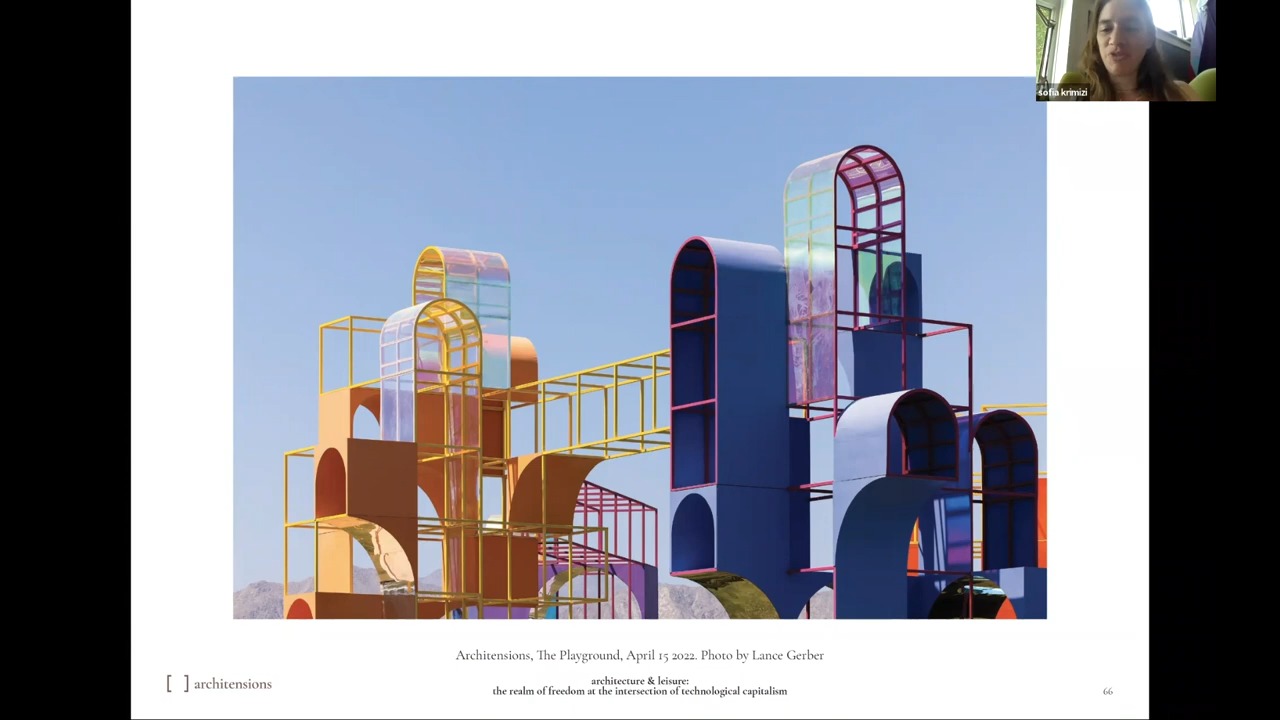 sofia krimizi
Architensions, The Playground, April 15 2022. Photo by Lance Gerber
[ ] architensions
architecture & leisure:
the realm of freedom at the intersection of technological capitalism
66